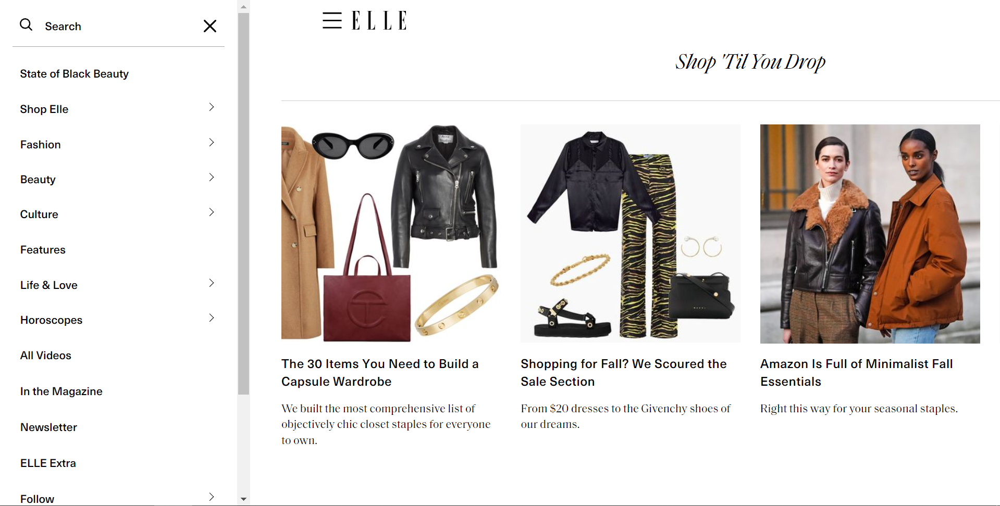 Search
State of Black Beauty
Shop Elle
Fashion
Beauty
Culture
Features
Life & Love
Horoscopes
All Videos
In the Magazine
Newsletter
ELLE Extra
Follow
ELLE
Shop 'Til You Drop
The 30 Items You Need to Build a
Capsule Wardrobe
We built the most comprehensive list of
objectively chic closet staples for everyone
to own.
MARNI
Shopping for Fall? We Scoured the
Sale Section
From $20 dresses to the Givenchy shoes of
our dreams.
Amazon Is Full of Minimalist Fall
Essentials
Right this way for your seasonal staples.